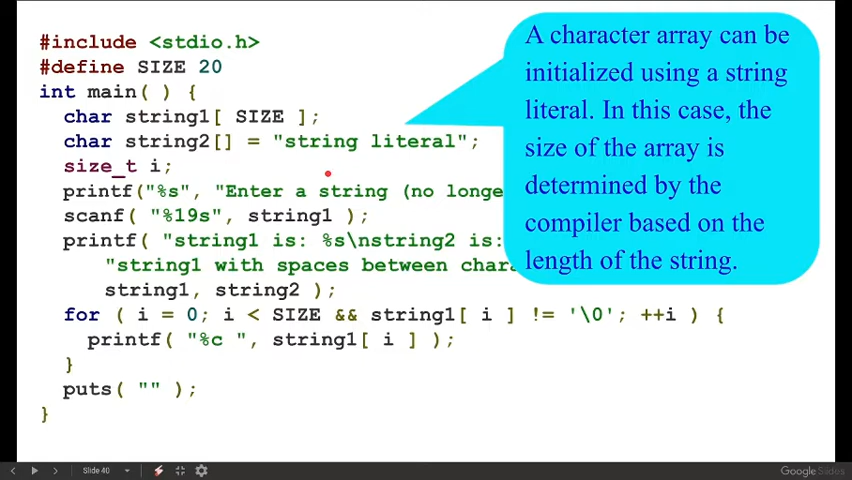 #include <stdio.h>
#define SIZE 20
int main( ) {
char string1[ SIZE ];
char string2[] = "string literal";
size_t i;
printf("%s", "Enter a string (no longe
scanf( "%19s", string1 );
printf( "string1 is: %s\nstring2 is:
"string1 with spaces between chara
string1, string2 );
for ( i = 0; i < SIZE && string1[ i ] != '\0'; ++i ) {
printf( "%c ", string1[ i ] );
}
puts( "" );
}
A character array can be
initialized using a string
literal. In this case, the
size of the array is
determined by the
compiler based on the
length of the string.
Slide 40
Google Slides